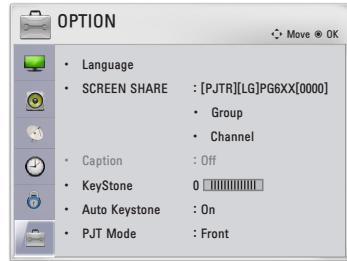 OPTION
Move OK
• Language
• SCREEN SHARE : [PJTR][LG]PG6XX[0000]
• Group
• Channel
• Caption : Off
• KeyStone 0
• Auto Keystone : On
• PJT Mode : Front